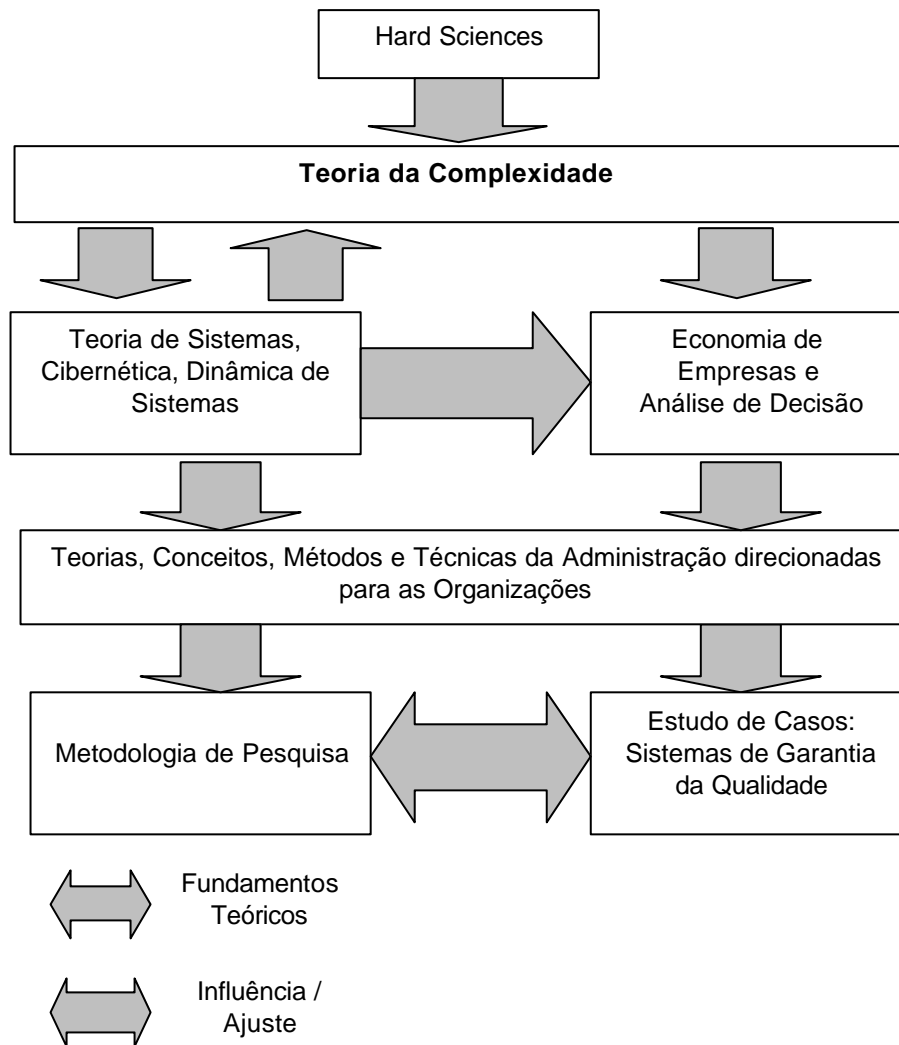 Hard Sciences
Teoria da Complexidade
Teoria de Sistemas,
Cibernética, Dinâmica de
Sistemas
Economia de
Empresas e
Análise de Decisão
Teorias, Conceitos, Métodos e Técnicas da Administração direcionadas
para as Organizações
Metodologia de Pesquisa
Estudo de Casos:
Sistemas de Garantia
da Qualidade
Fundamentos
Teóricos
Influência /
Ajuste